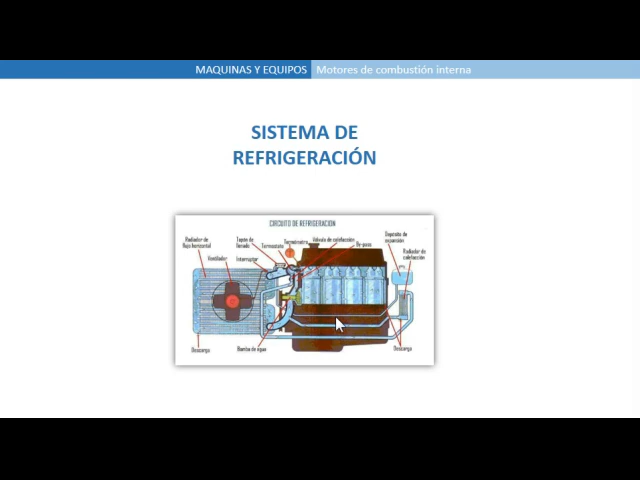 MAQUINAS Y EQUIPOS Motores de combustión interna
SISTEMA DE
REFRIGERACIÓN
CIRCUITO DE REFRIGERACION
Radiador de
flujo horizontal
Ventilador
Tapón de
llenado
Interruptor
Termostato
Termómetro
Válvula de calefacción
By-pass
Depósito de
expansión
Radiador de
calefacción
Descarga
Bomba de agua
Descarga